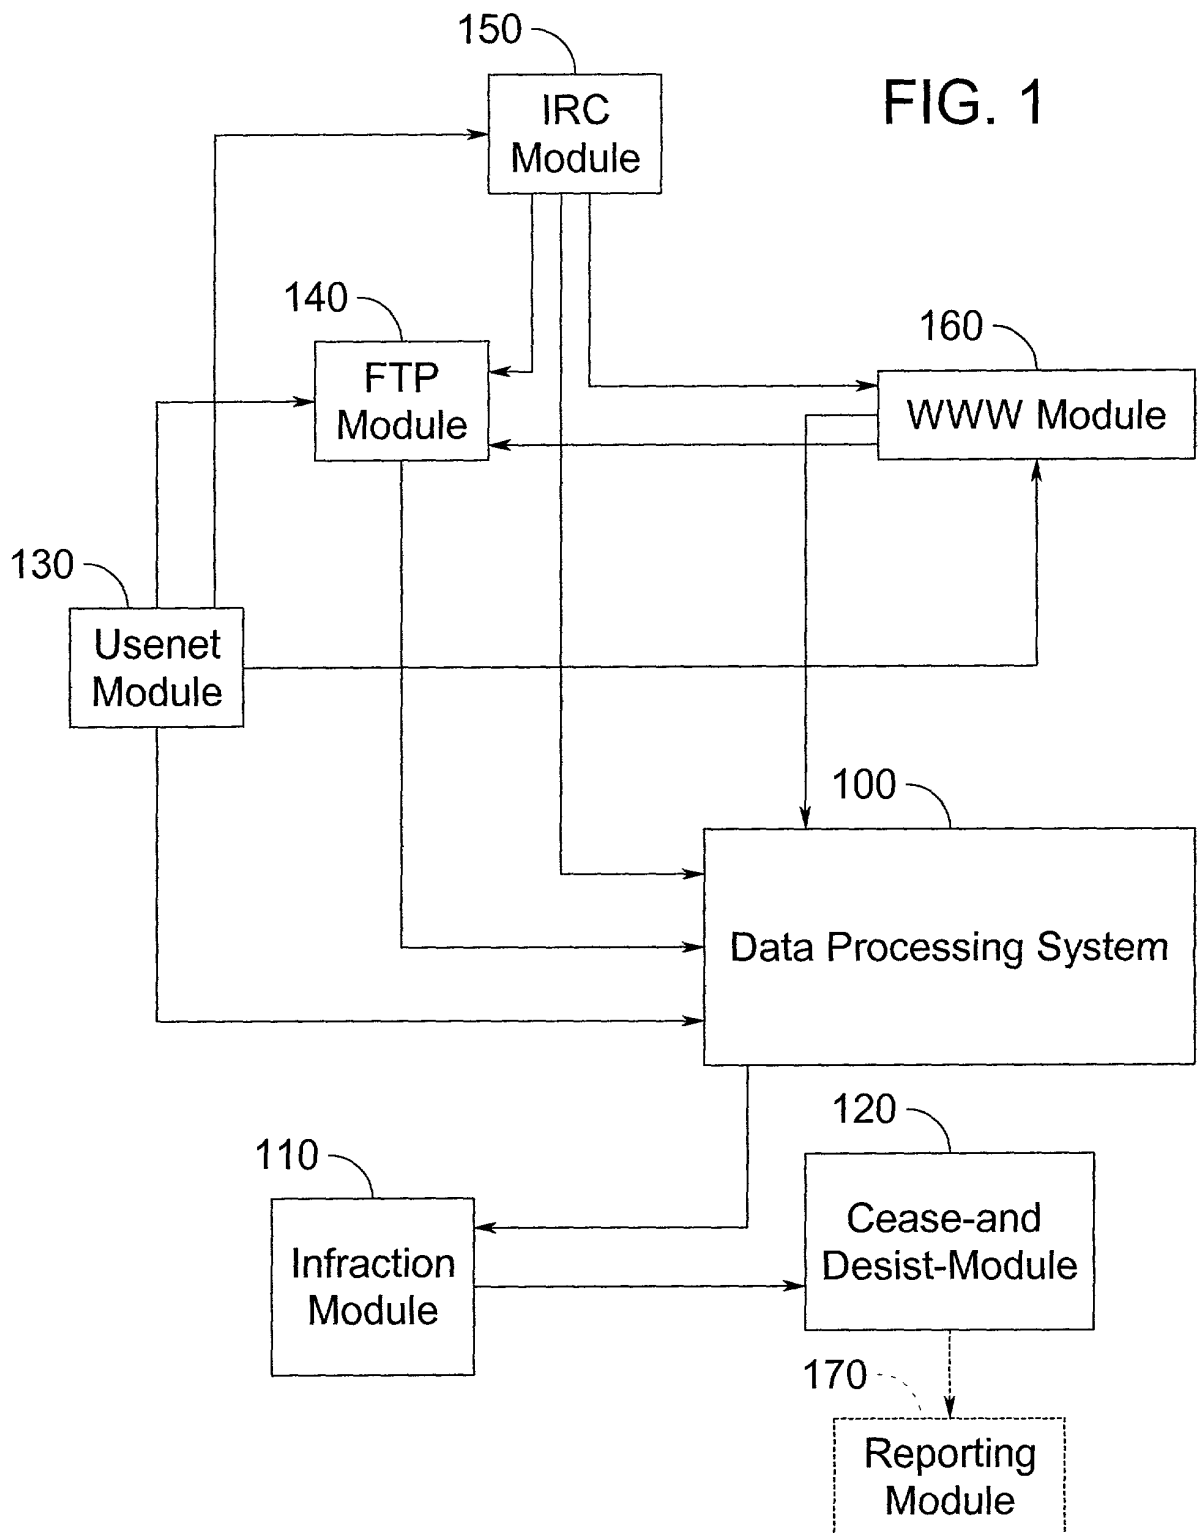 150
IRC
Module
FIG. 1
140
FTP
Module
160
WWW Module
130
Usenet
Module
100
Data Processing System
110
Infraction
Module
120
Cease-and
Desist-Module
170
Reporting
Module